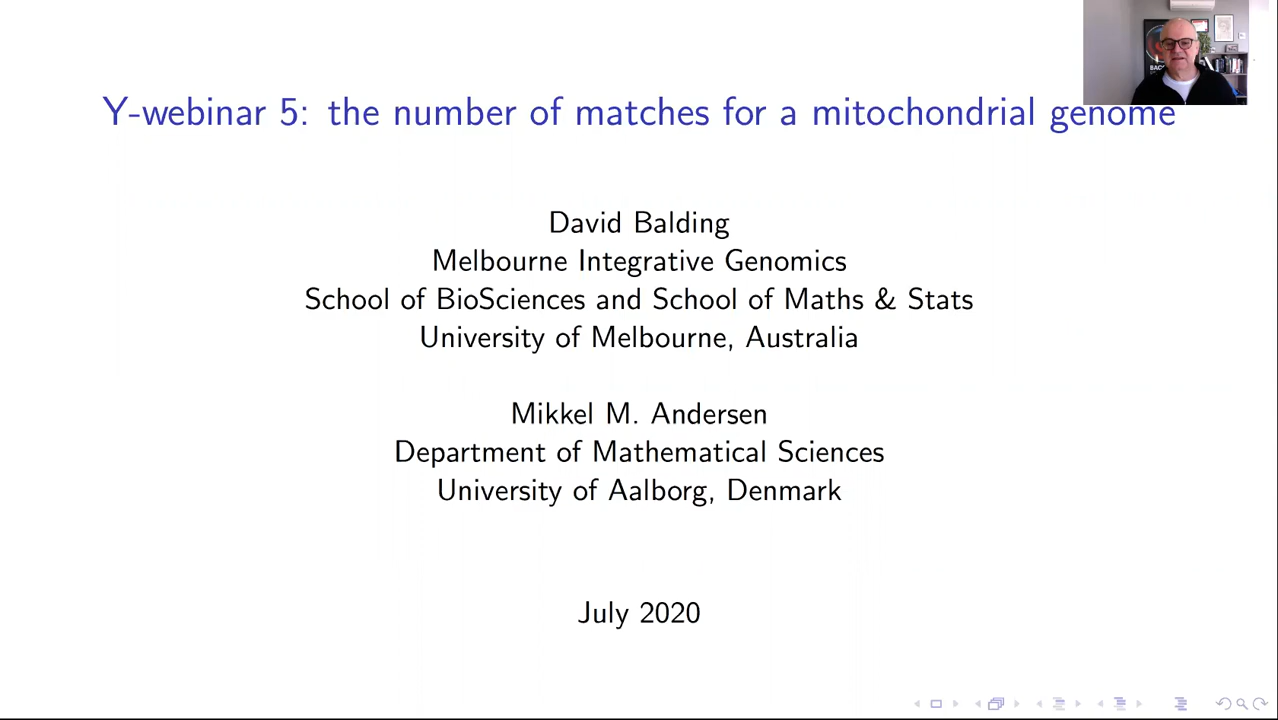 Y-webinar 5: the number of matches for a mitochondrial genome
David Balding
Melbourne Integrative Genomics
School of BioSciences and School of Maths & Stats
University of Melbourne, Australia
Mikkel M. Andersen
Department of Mathematical Sciences
University of Aalborg, Denmark
July 2020